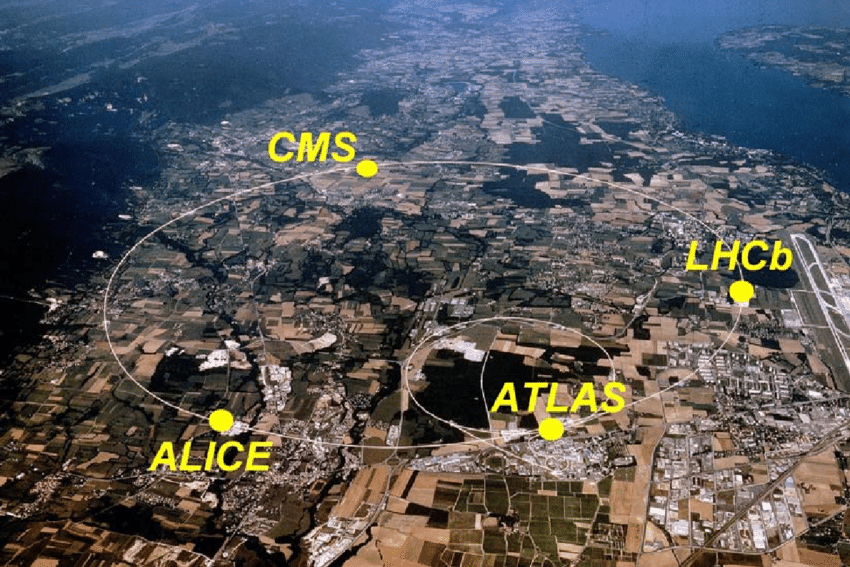 CMS
LHCb
ATLAS
ALICE